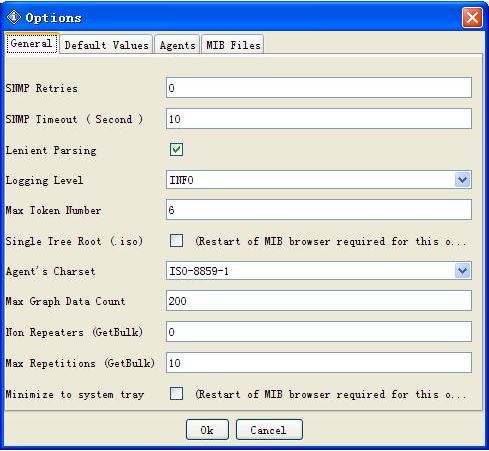 Options
General Default Values Agents MIB Files
SNMP Retries 0
SNMP Timeout ( Second ) 10
Lenient Parsing
Logging Level INFO
Max Token Number 6
Single Tree Root (.iso) (Restart of MIB browser required for this o...
Agent's Charset ISO-8859-1
Max Graph Data Count 200
Non Repeaters (GetBulk) 0
Max Repetitions (GetBulk) 10
Minimize to system tray (Restart of MIB browser required for this o...
Ok Cancel